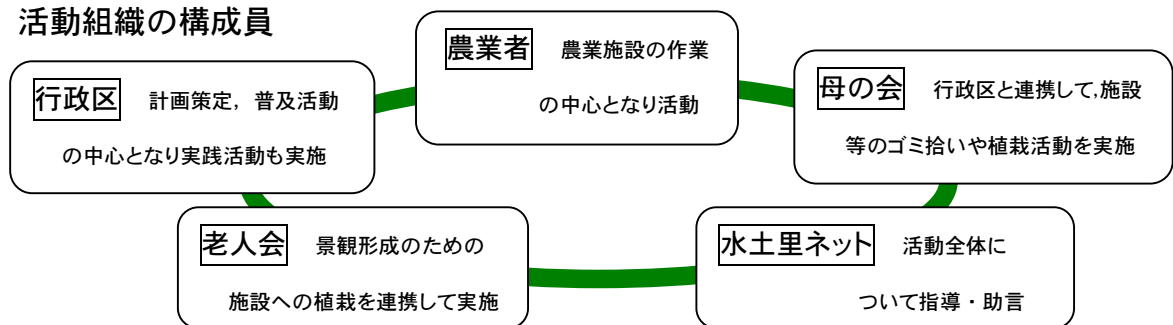 活動組織の構成員
農業者 農業施設の作業
の中心となり活動
行政区 計画策定，普及活動
の中心となり実践活動も実施
母の会 行政区と連携して,施設
等のゴミ拾いや植栽活動を実施
老人会 景観形成のための
施設への植栽を連携して実施
水土里ネット 活動全体に
ついて指導・助言